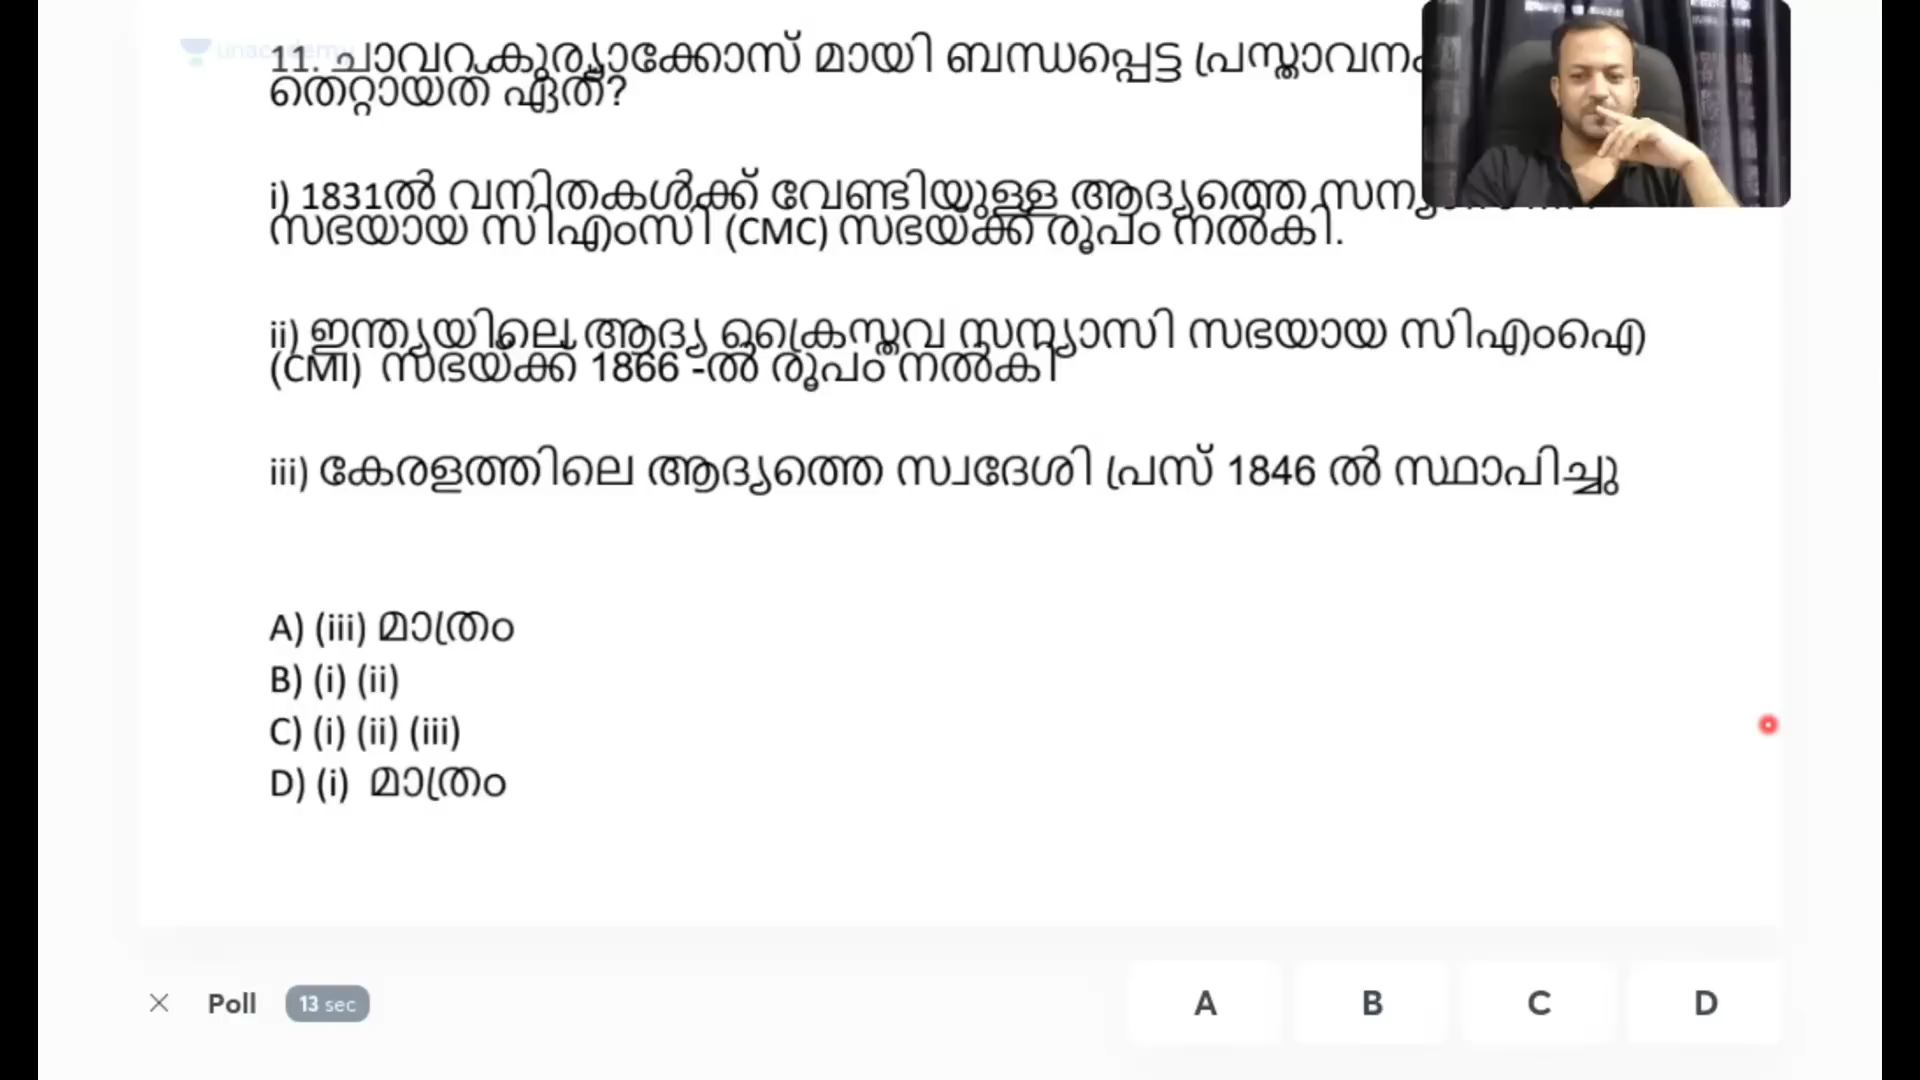 unacademy
11. ചാവറ കുര്യാക്കോസ് മായി ബന്ധപ്പെട്ട
തെറ്റായത് ഏത്?
i) 1831ൽ വനിതകൾക്ക് വേണ്ടിയുള്ള ആദ്യത്തെ
സഭയായ സിഎംസി (CMC) സഭയ്ക്ക് രൂപം നൽകി.
ii) ഇന്ത്യയിലെ ആദ്യ ക്രൈസ്തവ സന്യാസി സഭയായ സിഎംഐ
(CMI) സഭയ്ക്ക് 1866 -ൽ രൂപം നൽകി
iii) കേരളത്തിലെ ആദ്യത്തെ സ്വദേശി പ്രസ് 1846 ൽ സ്ഥാപിച്ചു
A) (iii) മാത്രം
B) (i) (ii)
C) (i) (ii) (iii)
D) (i) മാത്രം
Poll 13 sec A B C D